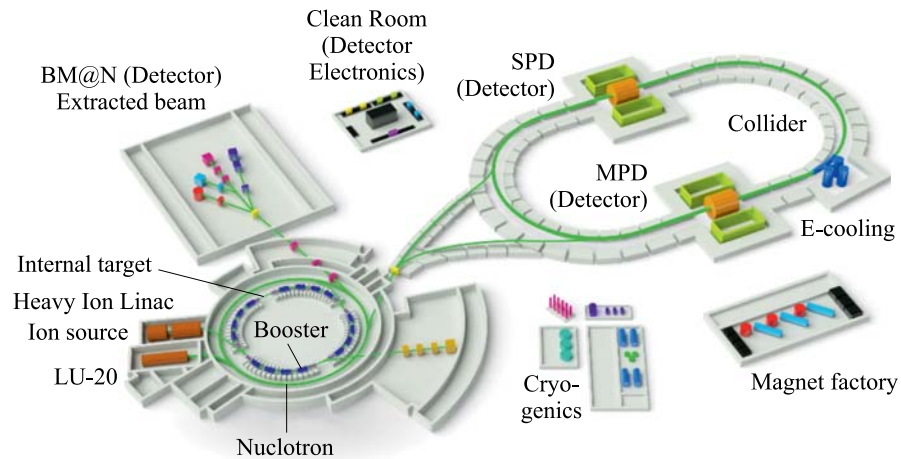 Clean Room
(Detector
Electronics)
BM@N (Detector)
Extracted beam
SPD
(Detector)
Collider
MPD
(Detector)
E-cooling
Internal target
Heavy Ion Linac
Ion source
Booster
LU-20
Nuclotron
Cryo-
genics
Magnet factory